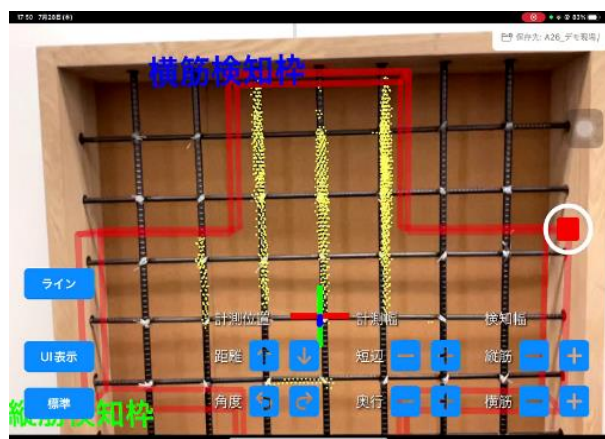 17:50 7月28日(水)
83%
保存先: A26_デモ現場
横筋検知枠
ライン
計測位置 計測幅 検知幅
UI表示 距離 短辺 縦筋
標準 角度 奥行 横筋
縦筋検知枠